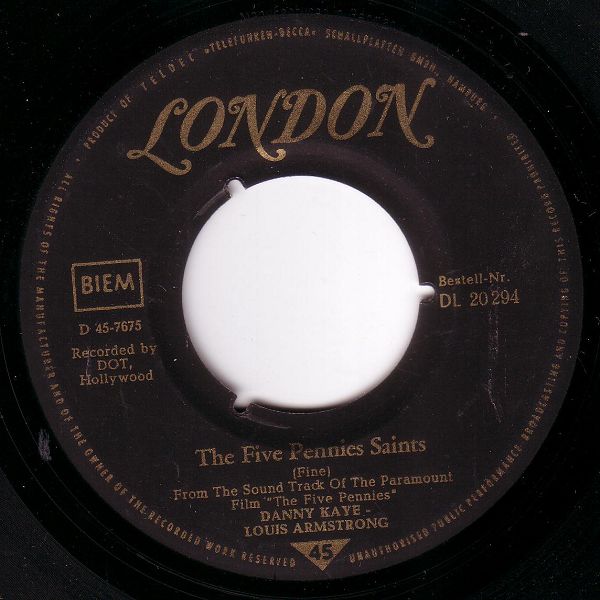 PRODUCT OF TELDEC »TELEFUNKEN-DECCA« SCHALLPLATTEN GMBH., HAMBURG
LONDON
BIEM
D 45-7675
Recorded by
DOT,
Hollywood
Bestell-Nr.
DL 20 294
The Five Pennies Saints
(Fine)
From The Sound Track Of The Paramount
Film "The Five Pennies"
DANNY KAYE -
LOUIS ARMSTRONG
45
ALL RIGHTS OF THE MANUFACTURER AND OF THE OWNER OF THE RECORDED WORK RESERVED
UNAUTHORISED PUBLIC PERFORMANCE BROADCASTING AND COPYING OF THIS RECORD PROHIBITED